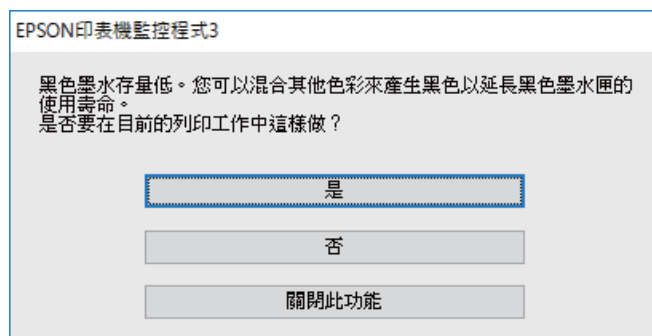 EPSON印表機監控程式3
黑色墨水存量低。您可以混合其他色彩來產生黑色以延長黑色墨水匣的
使用壽命。
是否要在目前的列印工作中這樣做？
是
否
關閉此功能